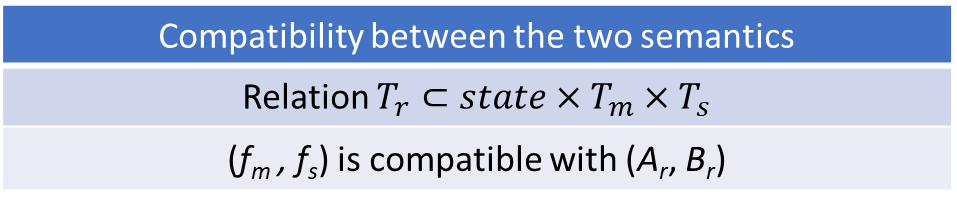 Compatibility between the two semantics
Relation T_r ⊂ state × T_m × T_s
(f_m , f_s) is compatible with (A_r, B_r)